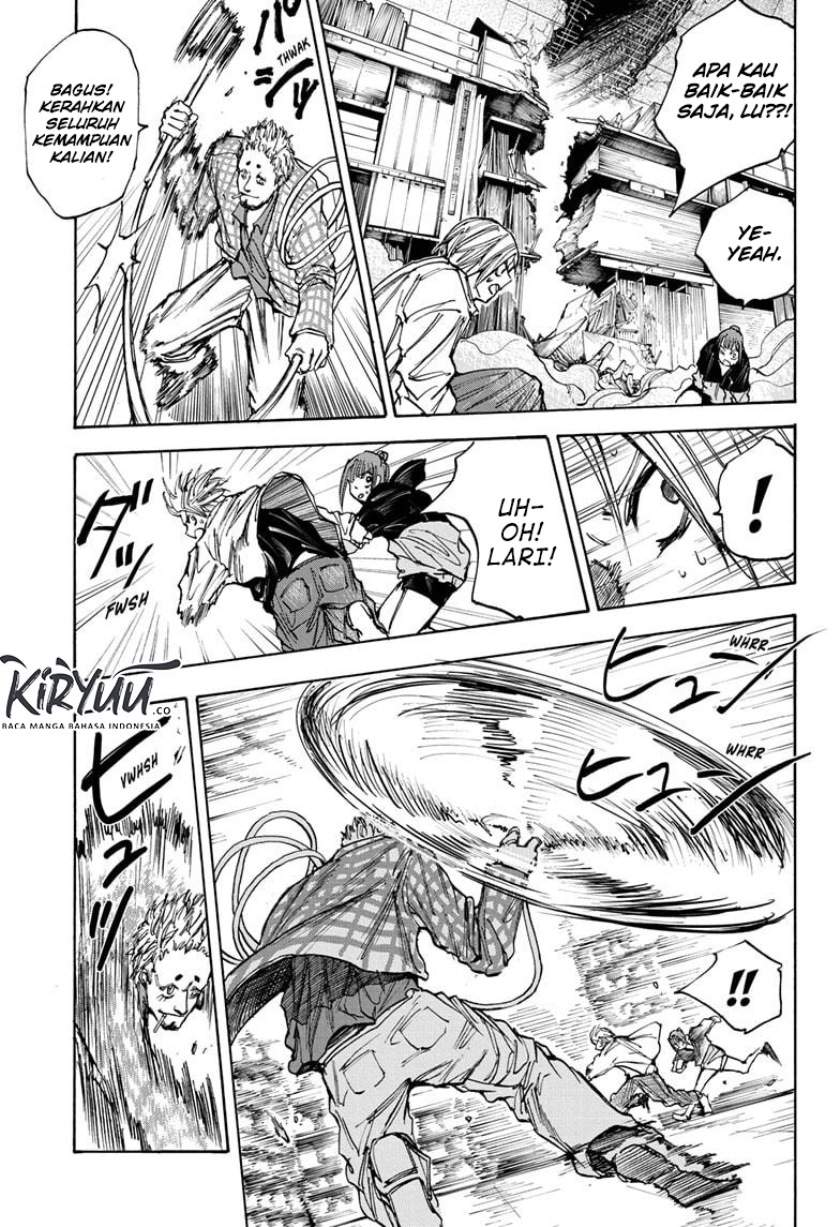 APA KAU
BAIK-BAIK
SAJA, LU??!
YE-
YEAH.
パシッ
THWAK
BAGUS!
KERAHKAN
SELURUH
KEMAMPUAN
KALIAN!
!
UH-
OH!
LARI!
ダッ
FWSH
ヒュン
WHRR
ヒュン
WHRR
!!
KIRYUU.CO
BACA MANGA BAHASA INDONESIA
ヒュッ
VWHSH